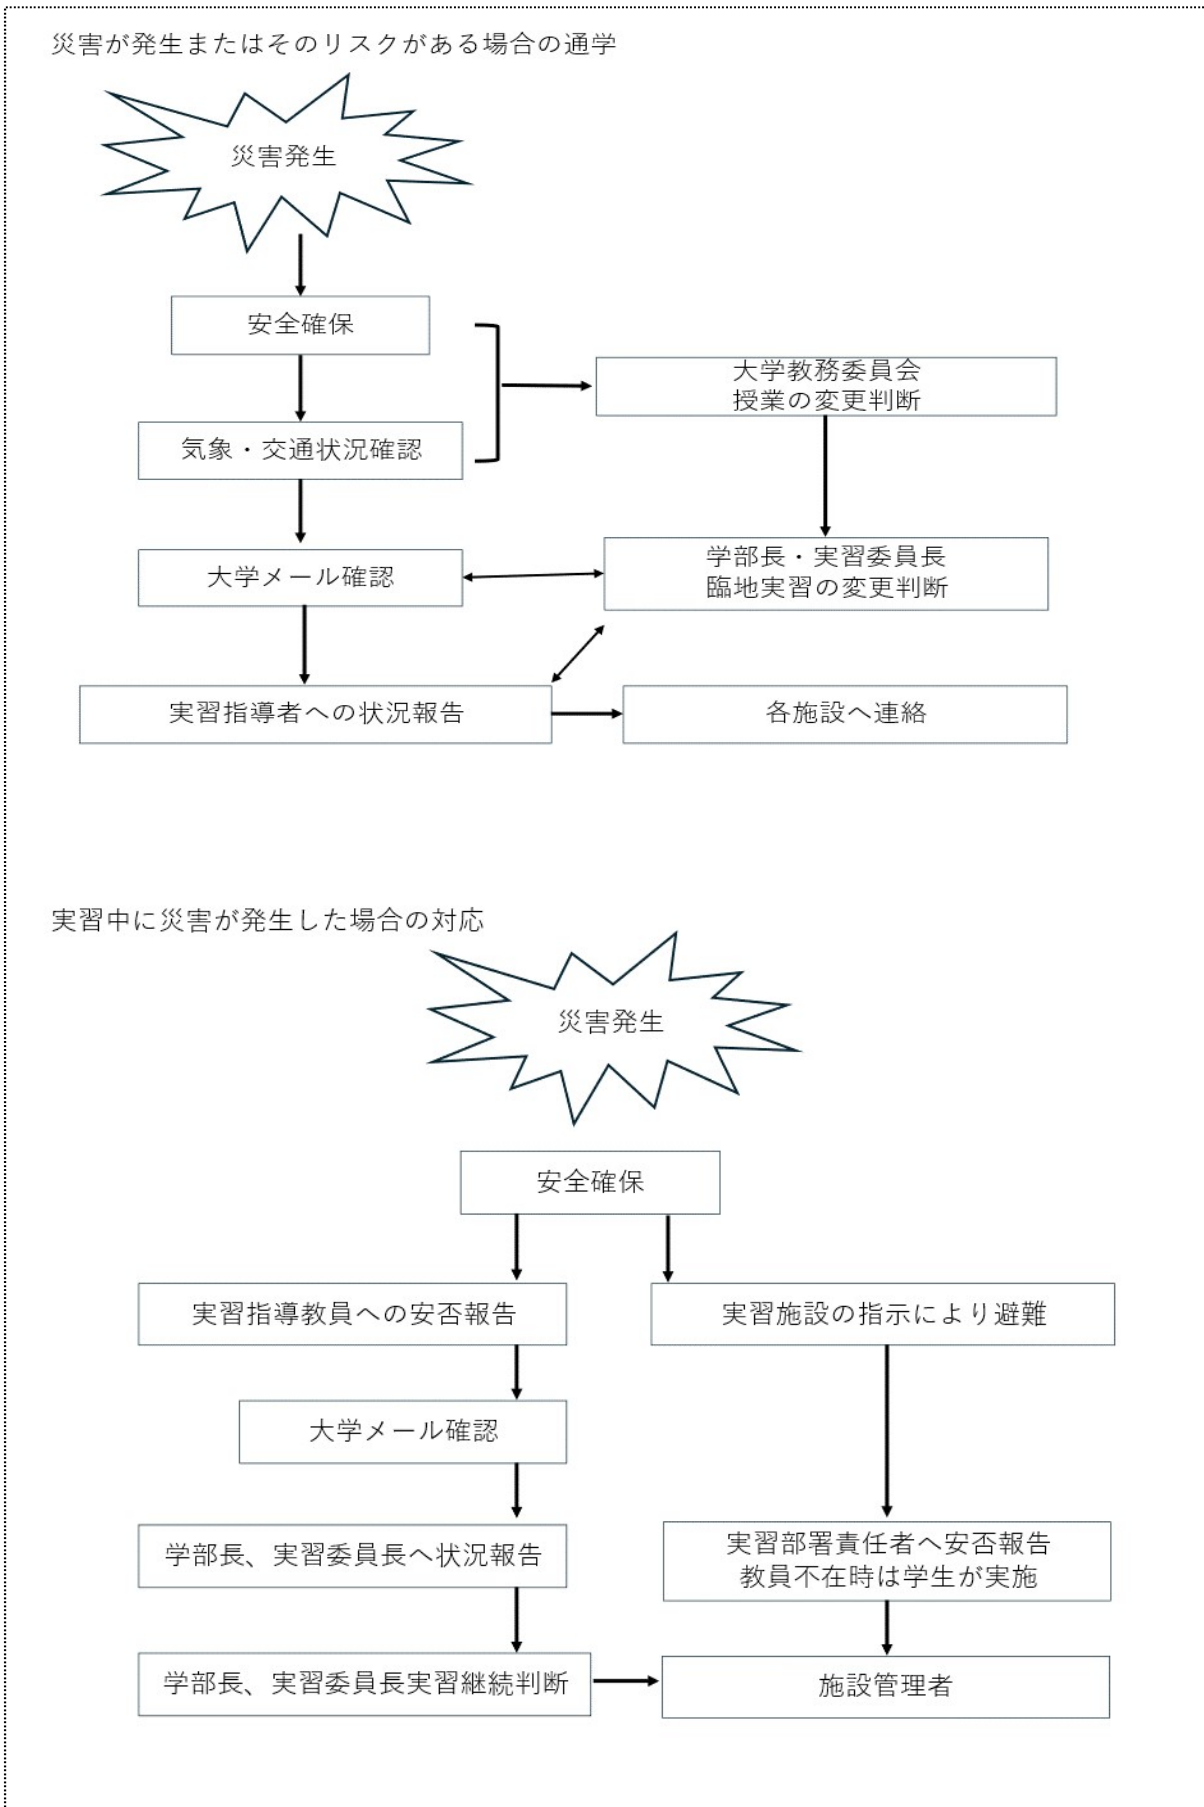 災害が発生またはそのリスクがある場合の通学
災害発生
安全確保
気象・交通状況確認
大学教務委員会
授業の変更判断
大学メール確認
学部長・実習委員長
臨地実習の変更判断
実習指導者への状況報告
各施設へ連絡
実習中に災害が発生した場合の対応
災害発生
安全確保
実習指導教員への安否報告
実習施設の指示により避難
大学メール確認
学部長、実習委員長へ状況報告
実習部署責任者へ安否報告
教員不在時は学生が実施
学部長、実習委員長実習継続判断
施設管理者